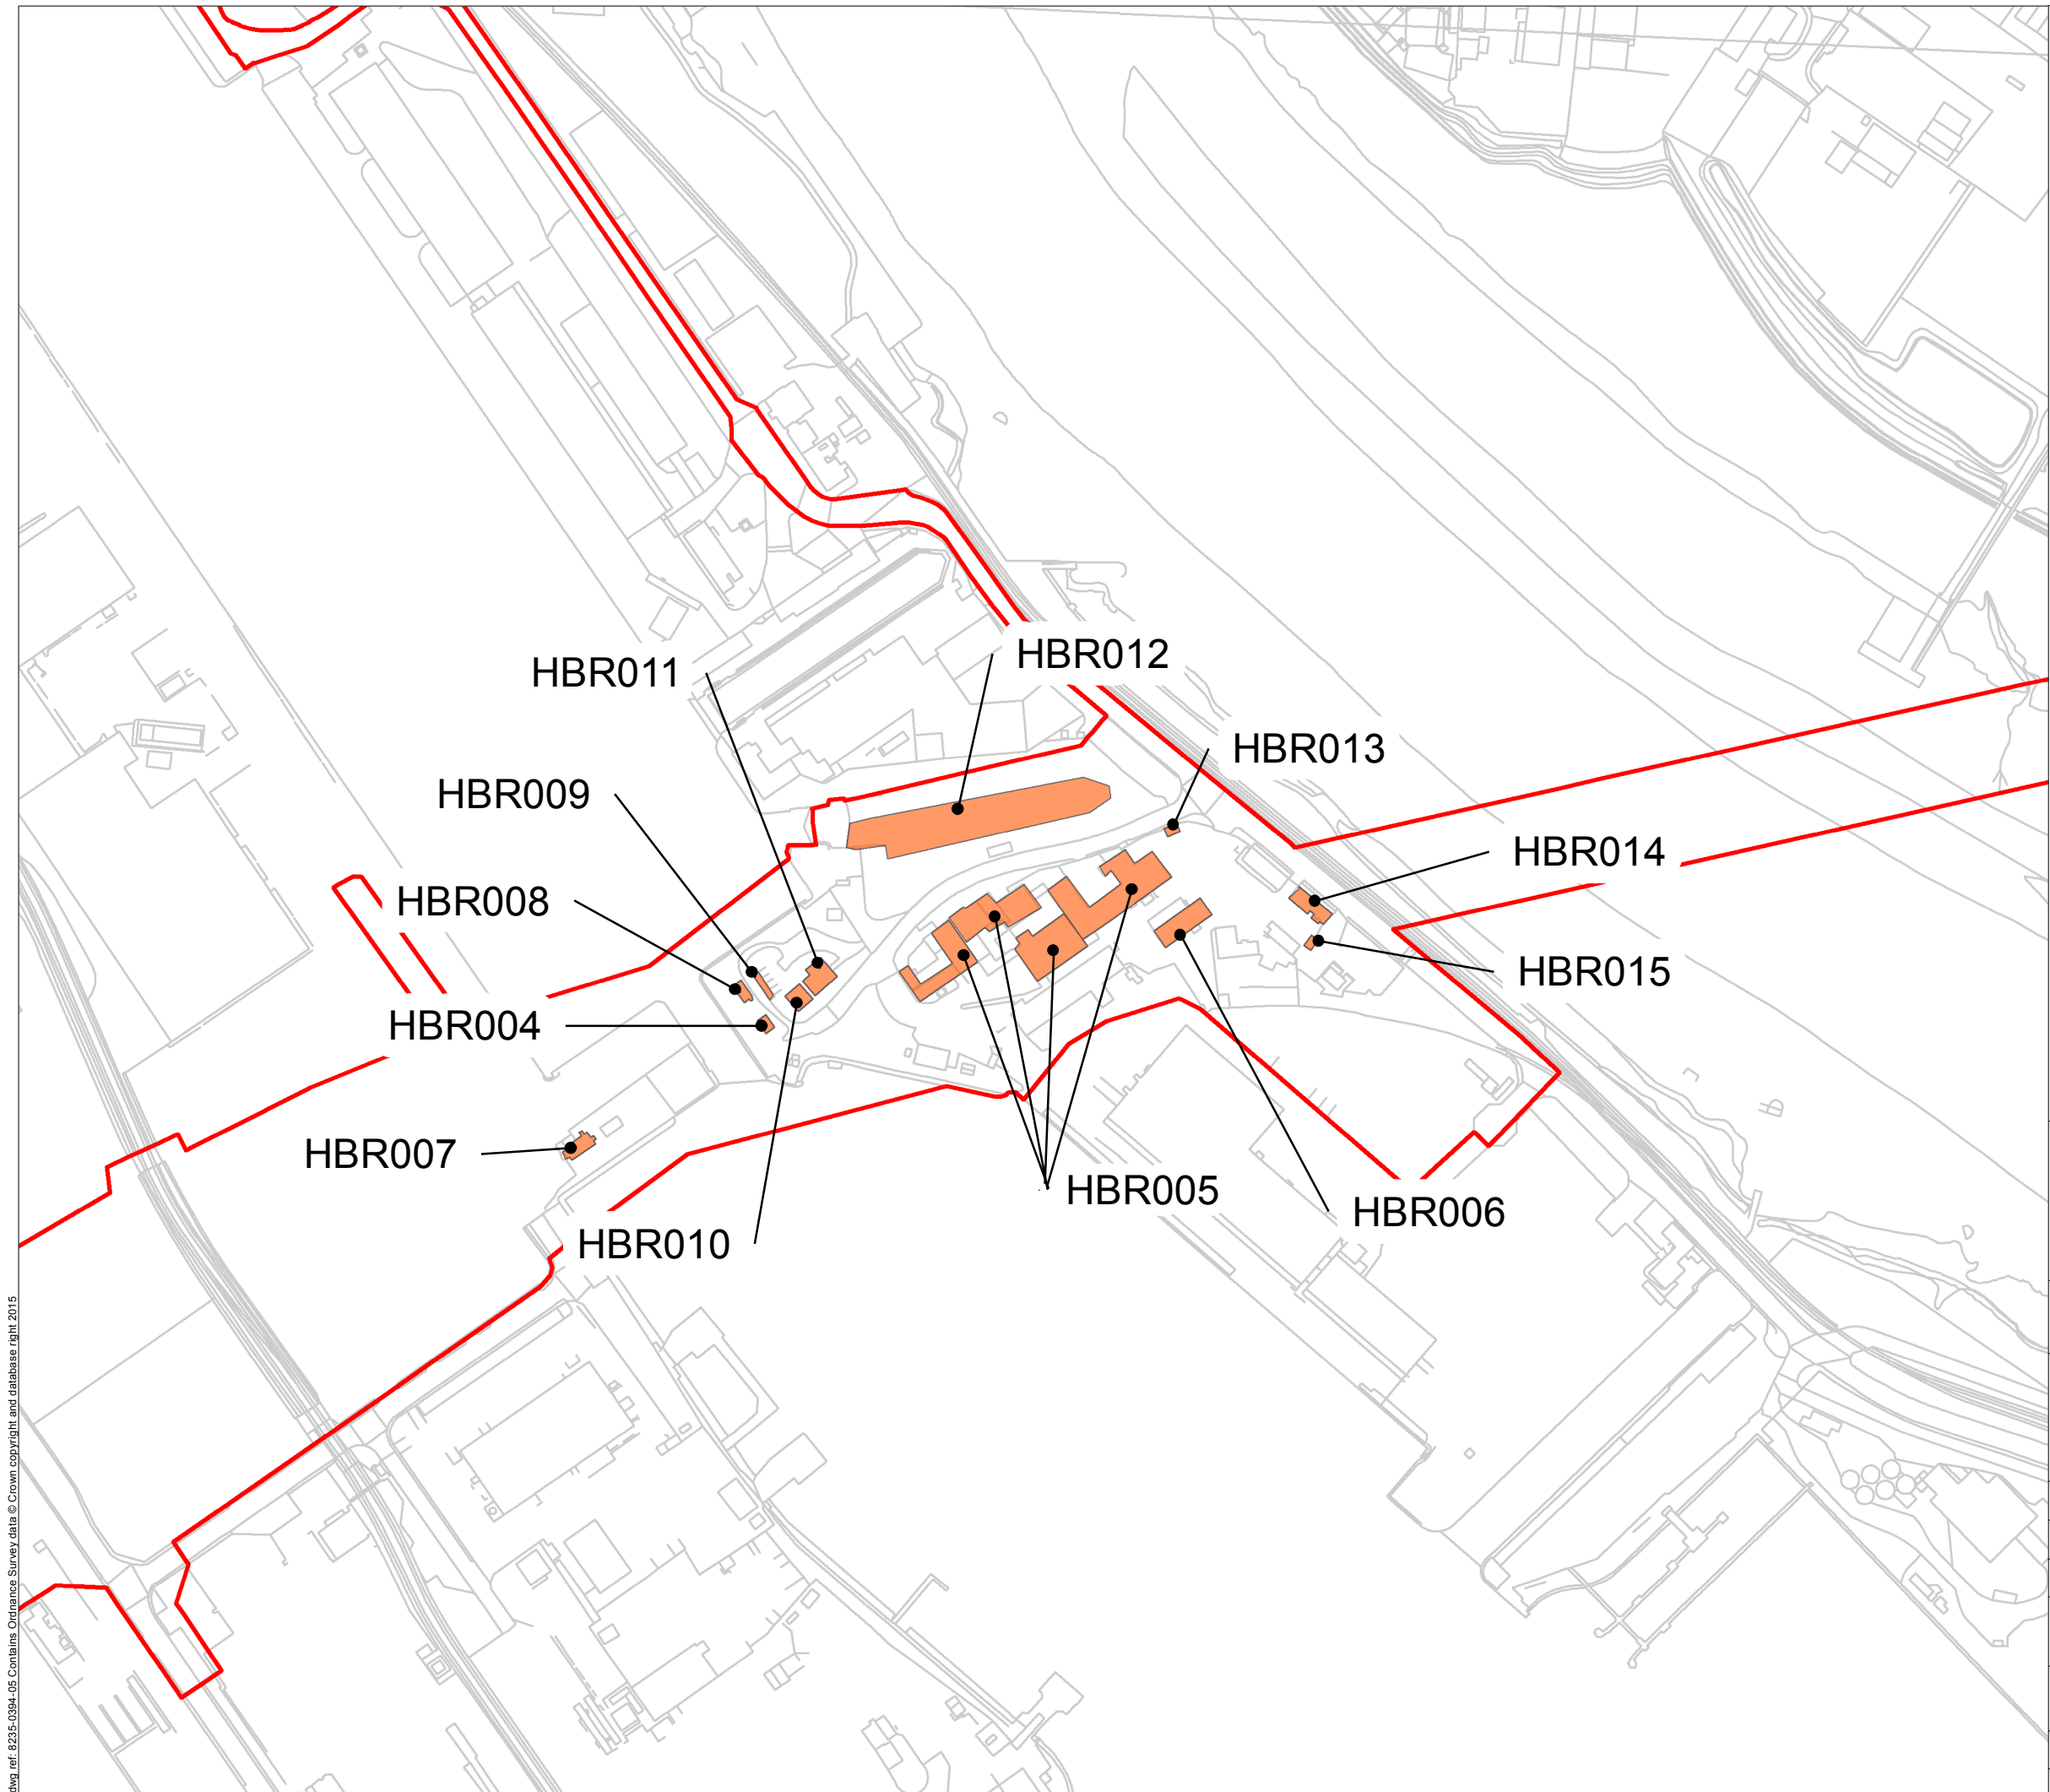 HBR012
HBR011
HBR013
HBR009
HBR014
HBR008
HBR015
HBR004
HBR007
HBR005
HBR006
HBR010
dwg ref: 8235-0394-05 Contains Ordnance Survey data © Crown copyright and database right 2015